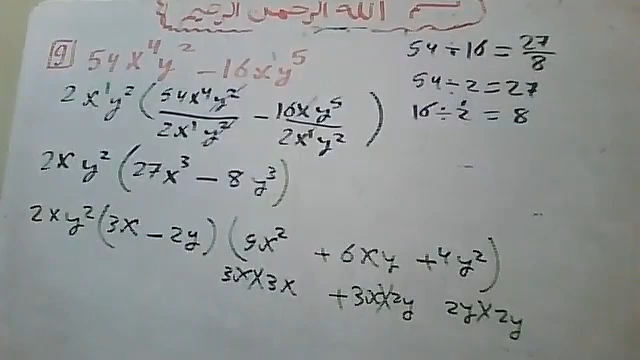 بسم الله الرحمن الرحيم
9 54x⁴y² - 16x¹y⁵
54 ÷ 16 = 27/8
54 ÷ 2 = 27
16 ÷ 2 = 8
2x¹y² (54x⁴y²/2x¹y² - 16xy⁵/2x¹y²)
2xy² (27x³ - 8y³)
2xy² (3x - 2y) (9x² + 6xy + 4y²)
3x×3x + 3x×2y 2y×2y